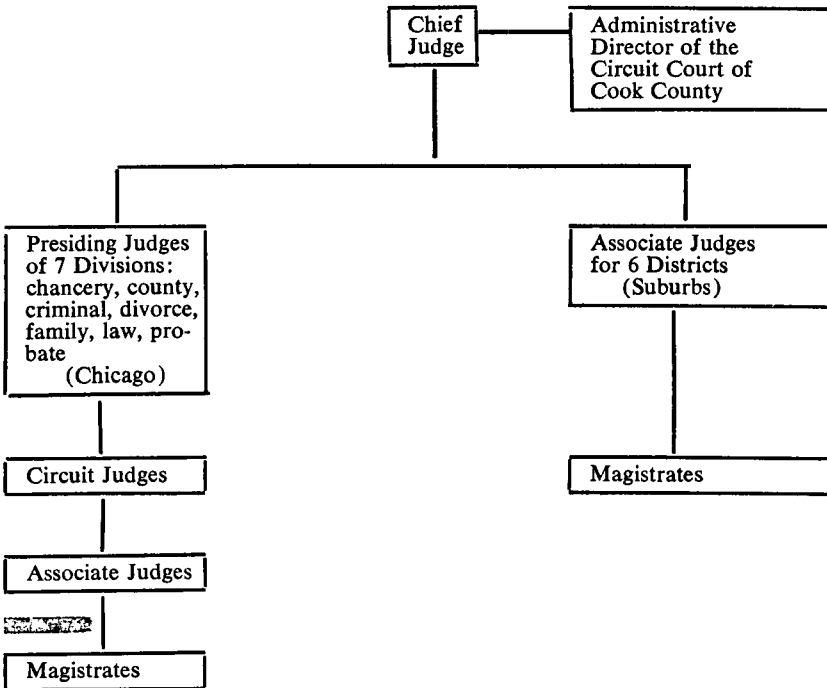 Chief
Judge
Administrative
Director of the
Circuit Court of
Cook County
Presiding Judges
of 7 Divisions:
chancery, county,
criminal, divorce,
family, law, pro-
bate
(Chicago)
Associate Judges
for 6 Districts
(Suburbs)
Circuit Judges
Magistrates
Associate Judges
Magistrates